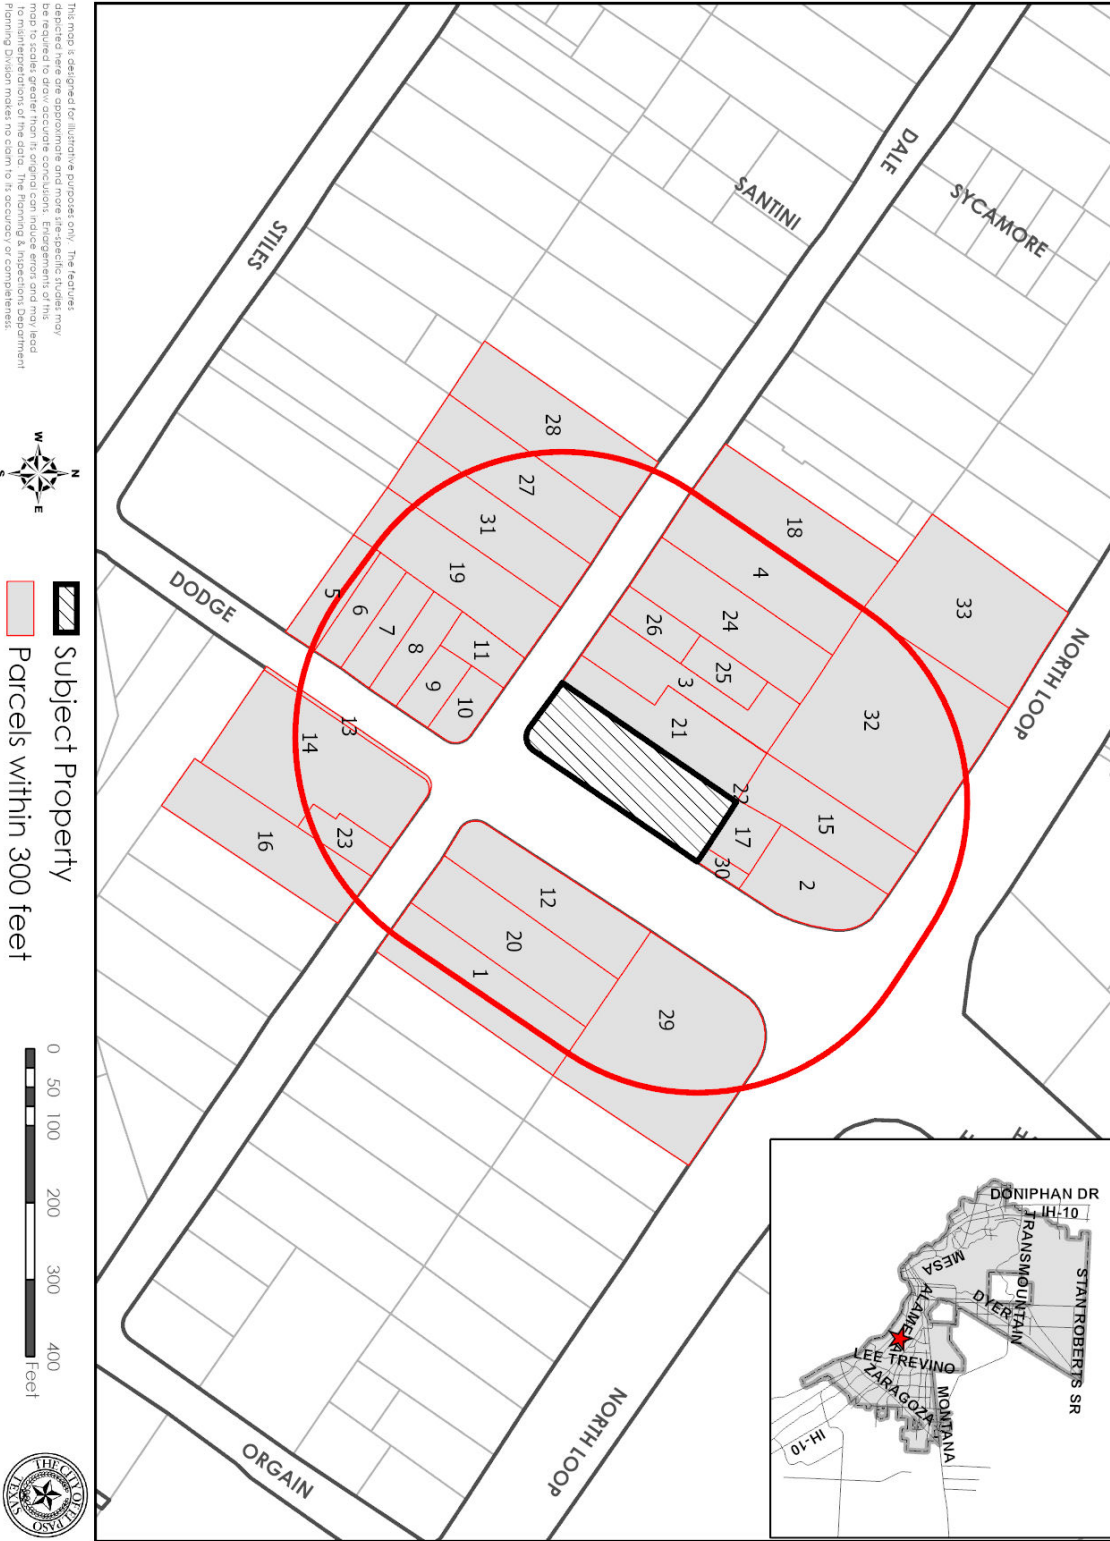 SYCAMORE
DALE
SANTINI
STILES
NORTH LOOP
28
27
31
19
5
6
7
8
9
10
11
18
4
24
26
25
3
21
33
32
22
17
30
15
2
DODGE
13
14
23
16
12
20
1
29
NORTH LOOP
ORGAIN
DONIPHAN DR
IH-10
TRANSMOUNTAIN
STAN ROBERTS SR
MESA
DYER
LEE TREVINO
ZARAGOZA
MONTANA
IH-10
This map is designed for illustrative purposes only. The features
depicted here are approximate and more site-specific studies may
be required to draw accurate conclusions. Enlargements of this
map to scales greater than its original can induce errors and may lead
to misinterpretations of the data. The Planning & Inspections Department
Planning Division makes no claim to its accuracy or completeness.
N
W
E
S
Subject Property
Parcels within 300 feet
0 50 100 200 300 400
Feet
THE CITY OF EL PASO
TEXAS